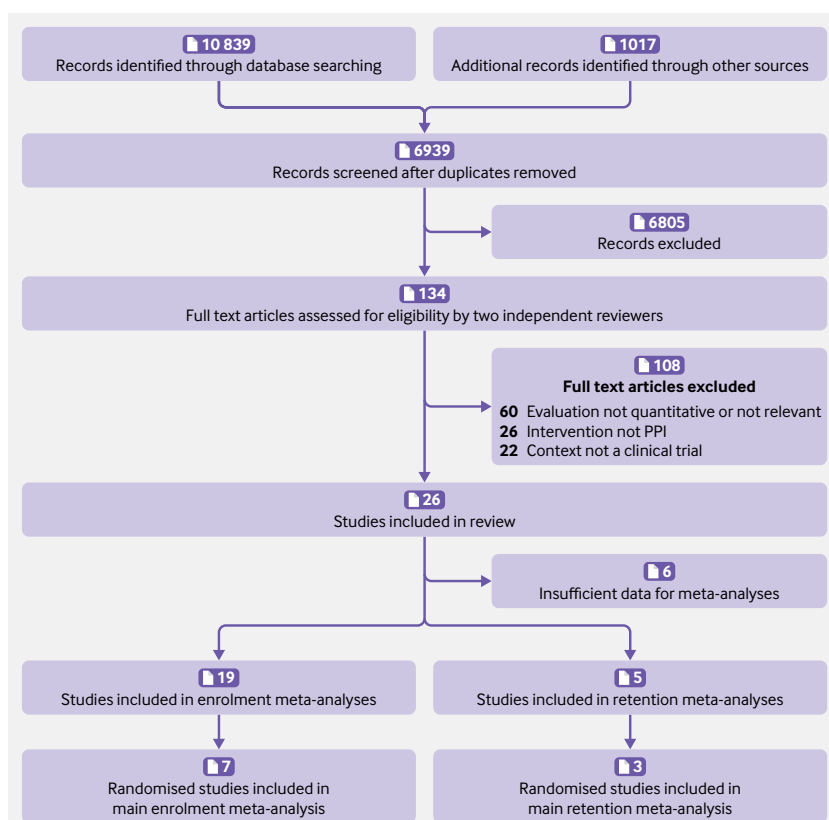 10 839
Records identified through database searching
1017
Additional records identified through other sources
6939
Records screened after duplicates removed
6805
Records excluded
134
Full text articles assessed for eligibility by two independent reviewers
108
Full text articles excluded
60 Evaluation not quantitative or not relevant
26 Intervention not PPI
22 Context not a clinical trial
26
Studies included in review
6
Insufficient data for meta-analyses
19
Studies included in enrolment meta-analyses
5
Studies included in retention meta-analyses
7
Randomised studies included in
main enrolment meta-analysis
3
Randomised studies included in
main retention meta-analysis